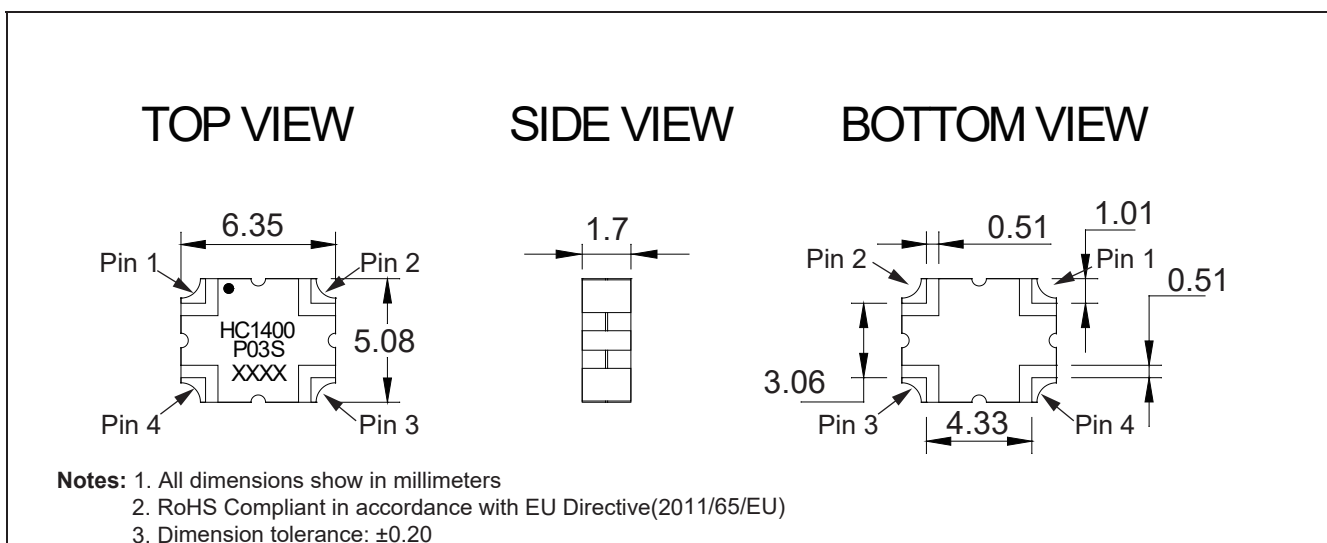 TOP VIEW
SIDE VIEW
BOTTOM VIEW
6.35
Pin 1
Pin 2
HC1400
P03S
XXXX
5.08
Pin 4
Pin 3
1.7
0.51
1.01
Pin 2
Pin 1
0.51
3.06
Pin 3
4.33
Pin 4
Notes: 1. All dimensions show in millimeters
2. RoHS Compliant in accordance with EU Directive(2011/65/EU)
3. Dimension tolerance: ±0.20